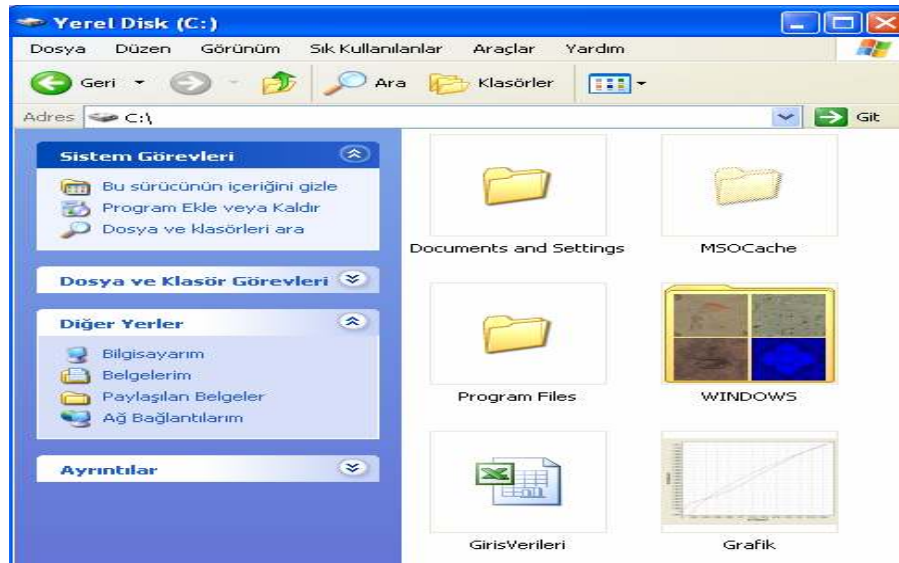 Yerel Disk (C:)
Dosya Düzen Görünüm Sık Kullanılanlar Araçlar Yardım
Geri Ara Klasörler
Adres C:\ Git
Sistem Görevleri
Bu sürücünün içeriğini gizle
Program Ekle veya Kaldır
Dosya ve klasörleri ara
Dosya ve Klasör Görevleri
Diğer Yerler
Bilgisayarım
Belgelerim
Paylaşılan Belgeler
Ağ Bağlantılarım
Ayrıntılar
Documents and Settings MSOCache
Program Files WINDOWS
GirisVerileri Grafik